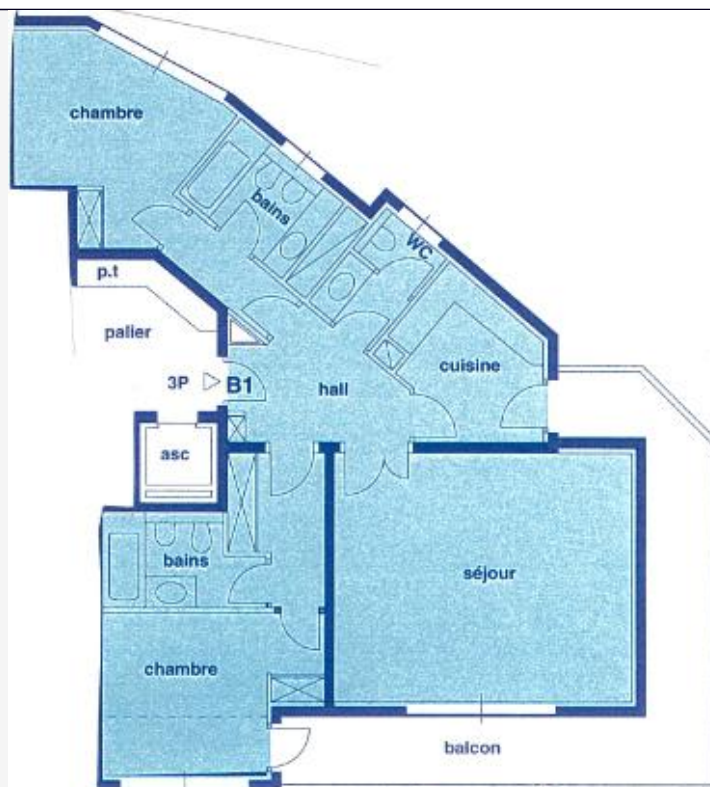 chambre
bains
WC
p.t
palier
cuisine
3P
B1
hall
asc
bains
séjour
chambre
balcon